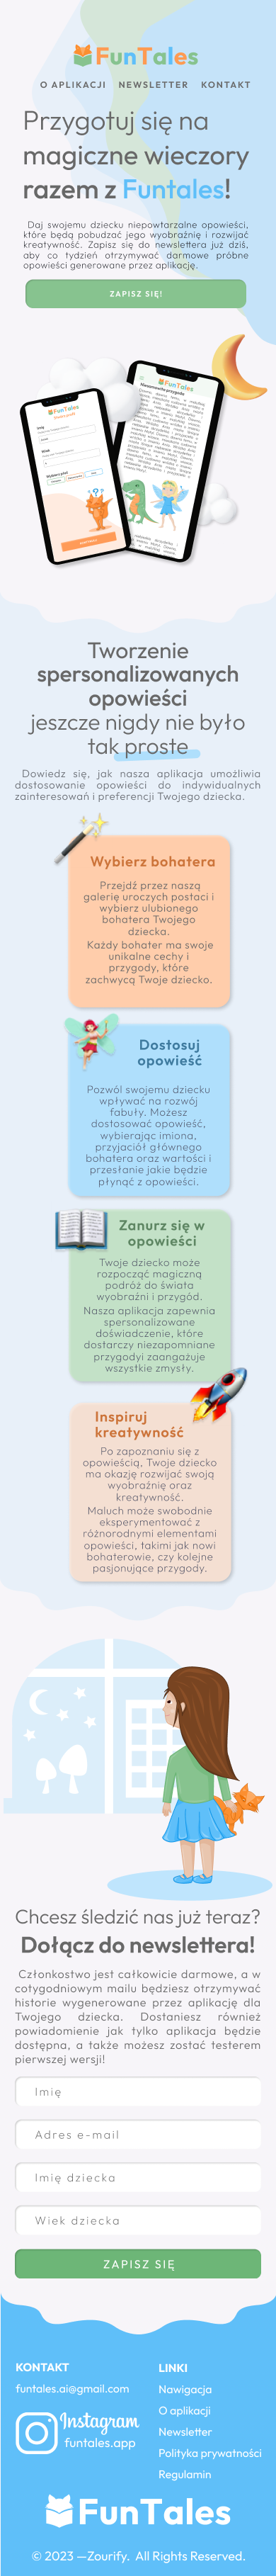 FunTales
O APLIKACJI NEWSLETTER KONTAKT
Przygotuj się na
magiczne wieczory
razem z Funtales!
Daj swojemu dziecku niepowtarzalne opowieści,
które będą pobudzać jego wyobraźnię i rozwijać
kreatywność. Zapisz się do newslettera już dziś,
aby co tydzień otrzymywać darmowe próbne
opowieści generowane przez aplikację.
ZAPISZ SIĘ!
FunTales
FunTales
Tworzenie
spersonalizowanych
opowieści
jeszcze nigdy nie było
tak proste
Dowiedz się, jak nasza aplikacja umożliwia
dostosowanie opowieści do indywidualnych
zainteresowań i preferencji Twojego dziecka.
Wybierz bohatera
Przejdź przez naszą
galerię uroczych postaci i
wybierz ulubionego
bohatera Twojego
dziecka.
Każdy bohater ma swoje
unikalne cechy i
przygody, które
zachwycą Twoje dziecko.
Dostosuj
opowieść
Pozwól swojemu dziecku
wpływać na rozwój
fabuły. Możesz
dostosować opowieść,
wybierając imiona,
przyjaciół głównego
bohatera oraz wartości i
przesłanie jakie będzie
płynąć z opowieści.
Zanurz się w
opowieści
Twoje dziecko może
rozpocząć magiczną
podróż do świata
wyobraźni i przygód.
Nasza aplikacja zapewnia
spersonalizowane
doświadczenie, które
dostarczy niezapomniane
przygodyi zaangażuje
wszystkie zmysły.
Inspiruj
kreatywność
Po zapoznaniu się z
opowieścią, Twoje dziecko
ma okazję rozwijać swoją
wyobraźnię oraz
kreatywność.
Maluch może swobodnie
eksperymentować z
różnorodnymi elementami
opowieści, takimi jak nowi
bohaterowie, czy kolejne
pasjonujące przygody.
Chcesz śledzić nas już teraz?
Dołącz do newslettera!
Członkostwo jest całkowicie darmowe, a w
cotygodniowym mailu będziesz otrzymywać
historie wygenerowane przez aplikację dla
Twojego dziecka. Dostaniesz również
powiadomienie jak tylko aplikacja będzie
dostępna, a także możesz zostać testerem
pierwszej wersji!
Imię
Adres e-mail
Imię dziecka
Wiek dziecka
ZAPISZ SIĘ
KONTAKT
funtales.ai@gmail.com
Instagram
funtales.app
LINKI
Nawigacja
O aplikacji
Newsletter
Polityka prywatności
Regulamin
FunTales
© 2023 —Zourify. All Rights Reserved.